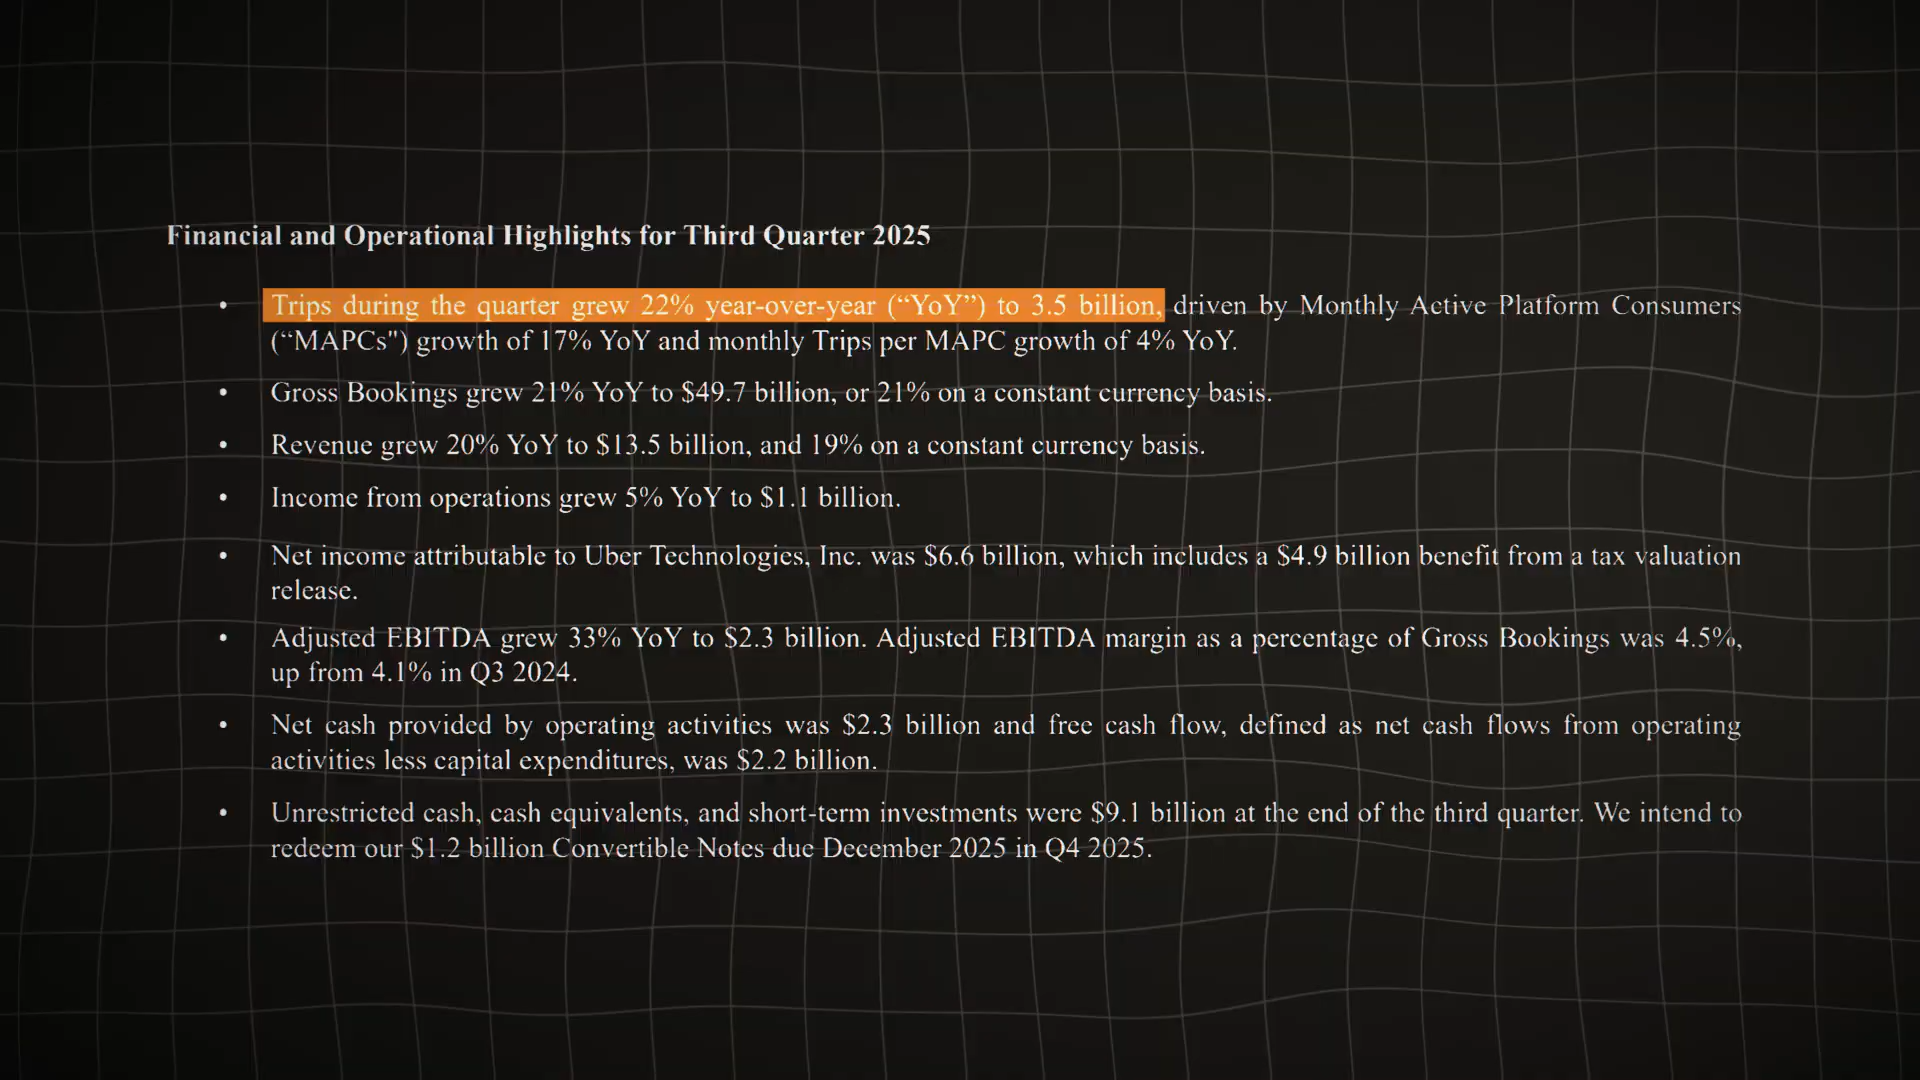 Financial and Operational Highlights for Third Quarter 2025
• Trips during the quarter grew 22% year-over-year (“YoY”) to 3.5 billion, driven by Monthly Active Platform Consumers
(“MAPCs") growth of 17% YoY and monthly Trips per MAPC growth of 4% YoY.
• Gross Bookings grew 21% YoY to $49.7 billion, or 21% on a constant currency basis.
• Revenue grew 20% YoY to $13.5 billion, and 19% on a constant currency basis.
• Income from operations grew 5% YoY to $1.1 billion.
• Net income attributable to Uber Technologies, Inc. was $6.6 billion, which includes a $4.9 billion benefit from a tax valuation
release.
• Adjusted EBITDA grew 33% YoY to $2.3 billion. Adjusted EBITDA margin as a percentage of Gross Bookings was 4.5%,
up from 4.1% in Q3 2024.
• Net cash provided by operating activities was $2.3 billion and free cash flow, defined as net cash flows from operating
activities less capital expenditures, was $2.2 billion.
• Unrestricted cash, cash equivalents, and short-term investments were $9.1 billion at the end of the third quarter. We intend to
redeem our $1.2 billion Convertible Notes due December 2025 in Q4 2025.